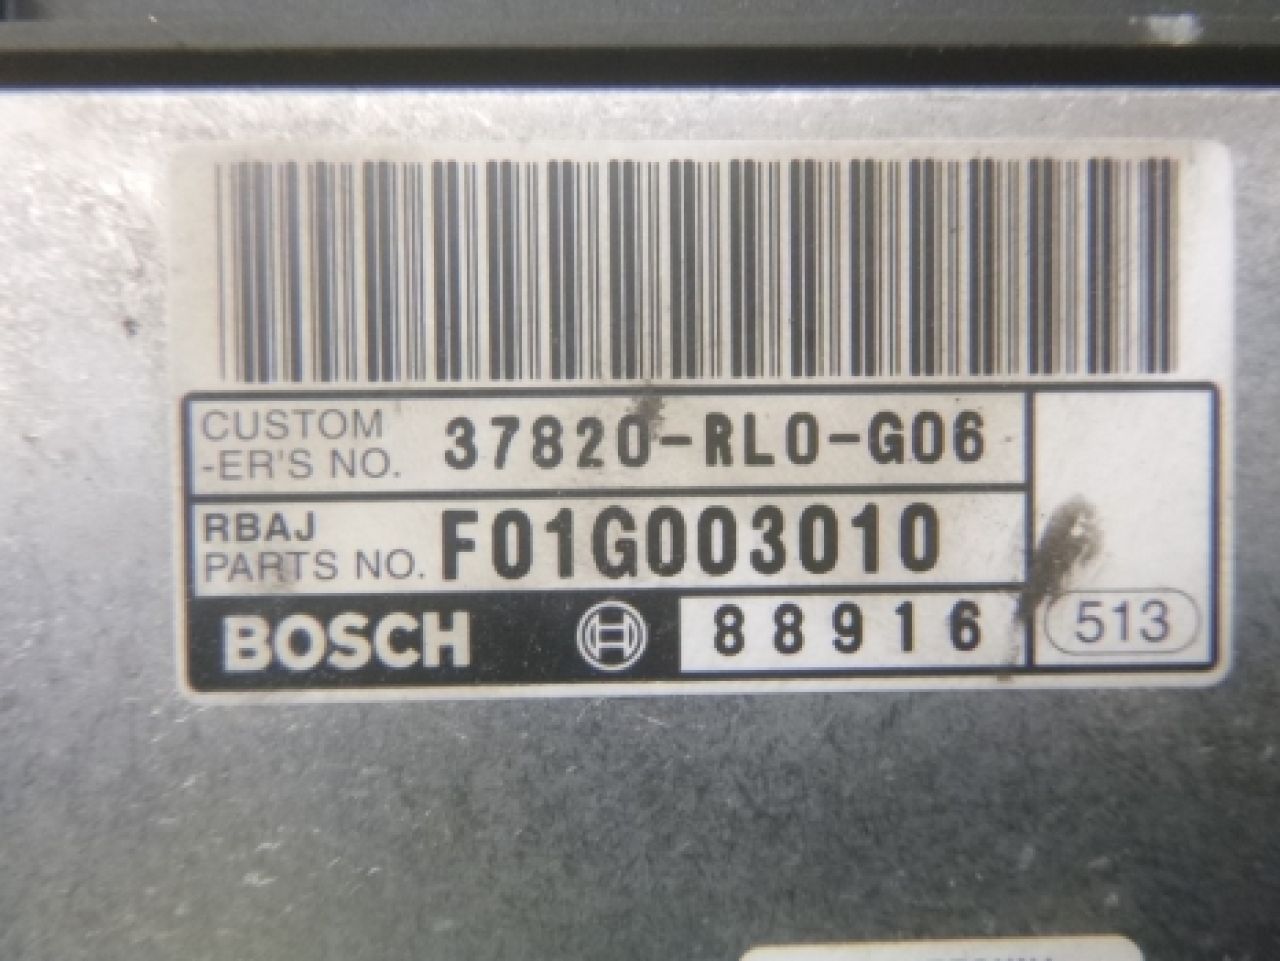 CUSTOM
-ER'S NO. 37820-RL0-G06
RBAJ
PARTS NO. F01G003010
BOSCH 88916 513